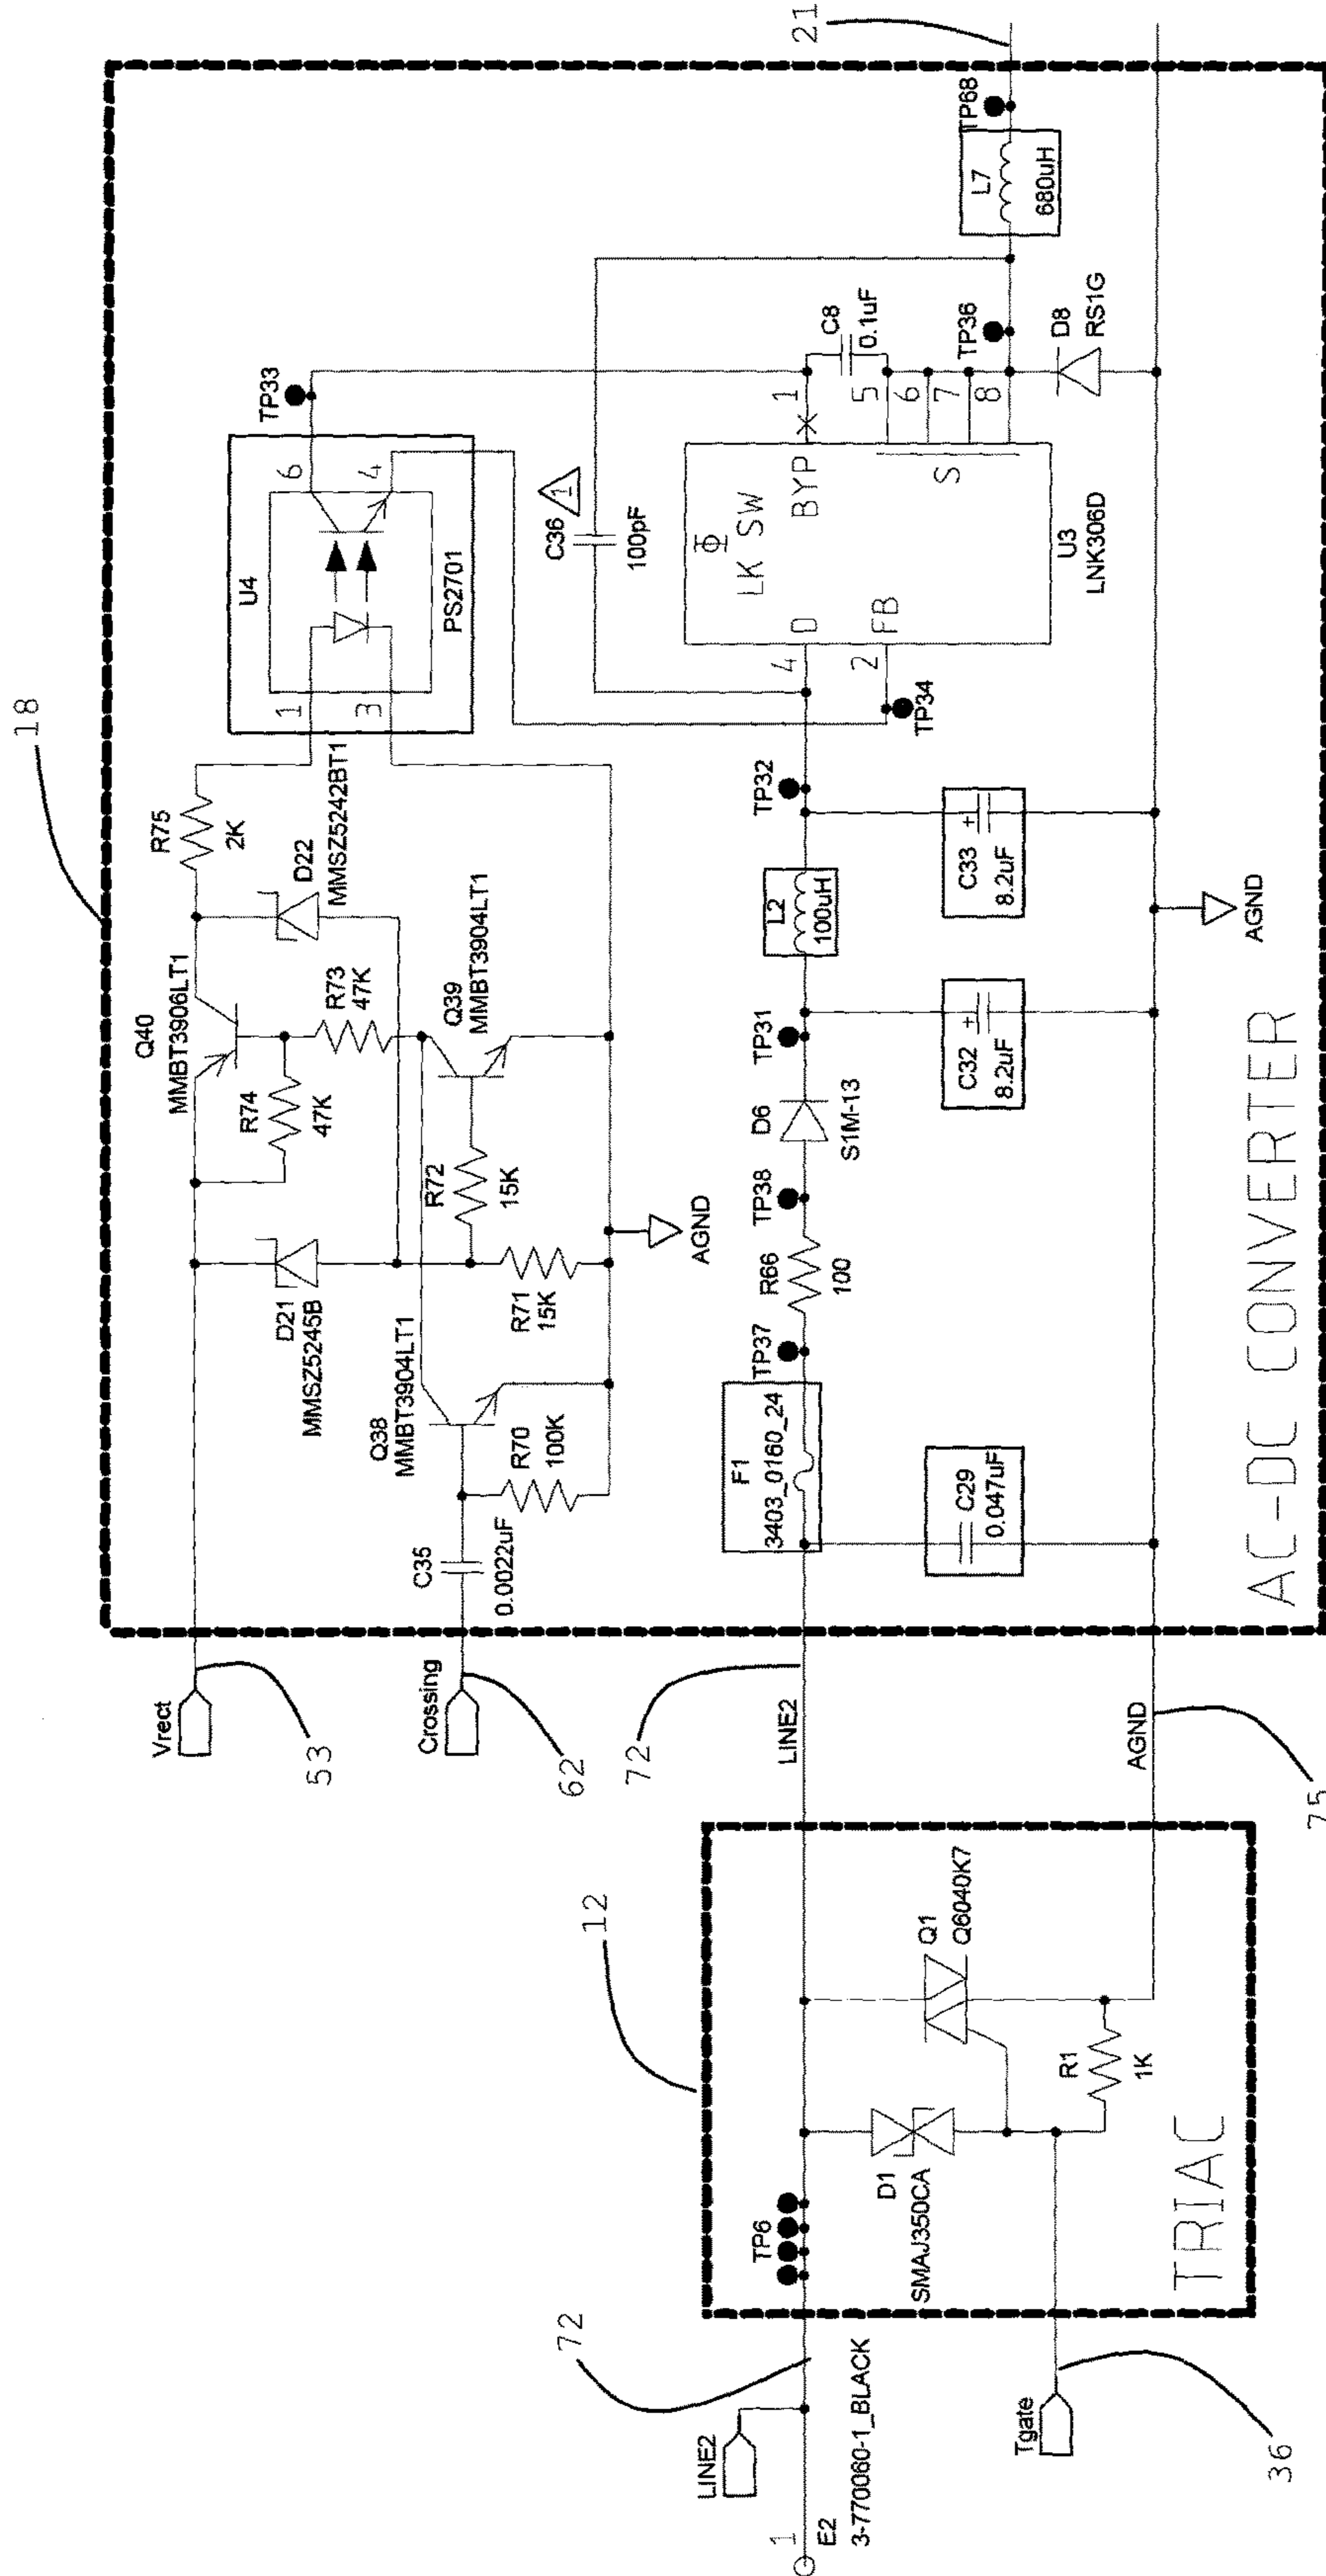 18
Vrect
53
Crossing
62
C35
0.0022uF
R70
100K
Q38
MMBT3904LT1
D21
MMSZ5245B
R71
15K
R72
15K
AGND
R74
47K
Q40
MMBT3906LT1
R73
47K
Q39
MMBT3904LT1
D22
MMSZ5242BT1
R75
2K
1
3
U4
PS2701
6
4
TP33
C36
1
100pF
LINE2
72
F1
3403_0160_24
C29
0.047uF
TP37
R66
100
TP38
D6
S1M-13
TP31
C32
8.2uF
L2
100uH
TP32
C33
8.2uF
AGND
TP34
4
2
D
FB
Φ
LK SW
BYP
S
U3
LNK306D
1
5
6
7
8
C8
0.1uF
TP36
D8
RS1G
L7
680uH
TP68
21
AC-DC CONVERTER
AGND
75
12
72
LINE2
1
E2
3-770060-1_BLACK
TP6
D1
SMAJ350CA
Q1
Q6040K7
R1
1K
Tgate
36
TRIAC